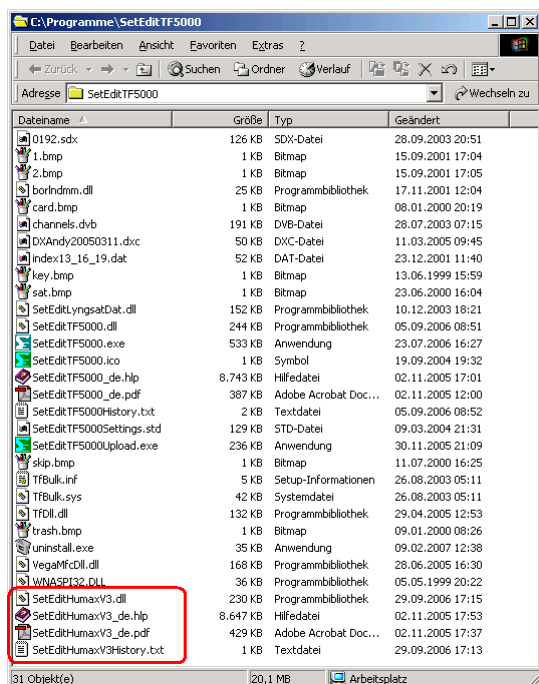 C:\Programme\SetEditTF5000
Datei Bearbeiten Ansicht Favoriten Extras ?
Zurück Suchen Ordner Verlauf
Adresse SetEditTF5000 Wechseln zu
Dateiname Größe Typ Geändert
0192.sdx 126 KB SDX-Datei 28.09.2003 20:51
1.bmp 1 KB Bitmap 15.09.2001 17:04
2.bmp 1 KB Bitmap 15.09.2001 17:05
borlndmm.dll 25 KB Programmbibliothek 17.11.2001 12:04
card.bmp 1 KB Bitmap 08.01.2000 20:19
channels.dvb 191 KB DVB-Datei 28.07.2003 07:15
DXAndy20050311.dxc 50 KB DXC-Datei 11.03.2005 09:45
index13_16_19.dat 52 KB DAT-Datei 23.12.2001 11:40
key.bmp 1 KB Bitmap 13.06.1999 15:59
sat.bmp 1 KB Bitmap 23.06.2000 16:04
SetEditLyngsatDat.dll 152 KB Programmbibliothek 10.12.2003 18:21
SetEditTF5000.dll 244 KB Programmbibliothek 05.09.2006 08:51
SetEditTF5000.exe 533 KB Anwendung 23.07.2006 16:27
SetEditTF5000.ico 1 KB Symbol 19.09.2004 19:32
SetEditTF5000_de.hlp 8.743 KB Hilfedatei 02.11.2005 17:01
SetEditTF5000_de.pdf 387 KB Adobe Acrobat Doc... 02.11.2005 12:00
SetEditTF5000History.txt 2 KB Textdatei 05.09.2006 08:52
SetEditTF5000Settings.std 129 KB STD-Datei 09.03.2004 21:31
SetEditTF5000Upload.exe 236 KB Anwendung 30.11.2005 21:09
skip.bmp 1 KB Bitmap 11.07.2000 16:25
TfBulk.inf 5 KB Setup-Informationen 26.08.2003 05:11
TfBulk.sys 42 KB Systemdatei 26.08.2003 05:11
TfDll.dll 132 KB Programmbibliothek 29.04.2005 12:53
trash.bmp 1 KB Bitmap 09.01.2000 08:26
uninstall.exe 35 KB Anwendung 09.02.2007 12:38
VegaMfcDll.dll 168 KB Programmbibliothek 28.06.2005 16:30
WNASPI32.DLL 36 KB Programmbibliothek 05.05.1999 20:22
SetEditHumaxV3.dll 230 KB Programmbibliothek 29.09.2006 17:15
SetEditHumaxV3_de.hlp 8.647 KB Hilfedatei 02.11.2005 17:53
SetEditHumaxV3_de.pdf 429 KB Adobe Acrobat Doc... 02.11.2005 17:37
SetEditHumaxV3History.txt 1 KB Textdatei 29.09.2006 17:13
31 Objekt(e) 20,1 MB Arbeitsplatz